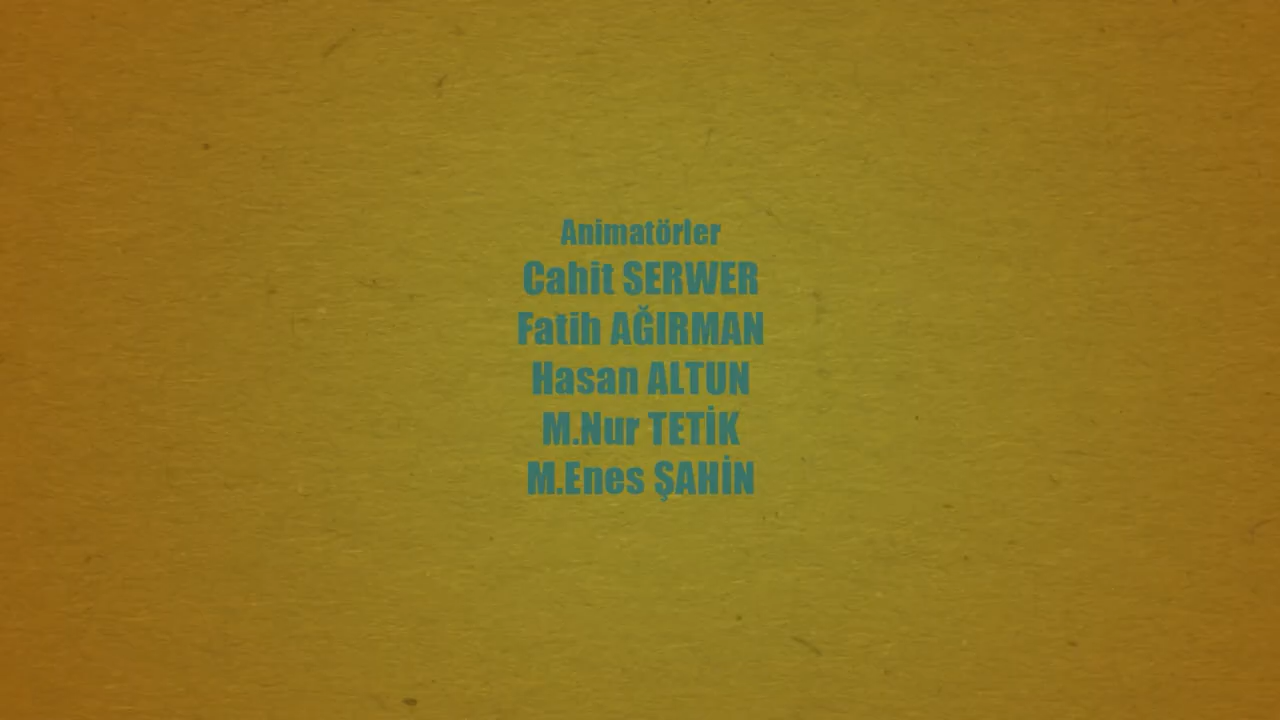 Animatörler
Cahit SERWER
Fatih AĞIRMAN
Hasan ALTUN
M.Nur TETİK
M.Enes ŞAHİN